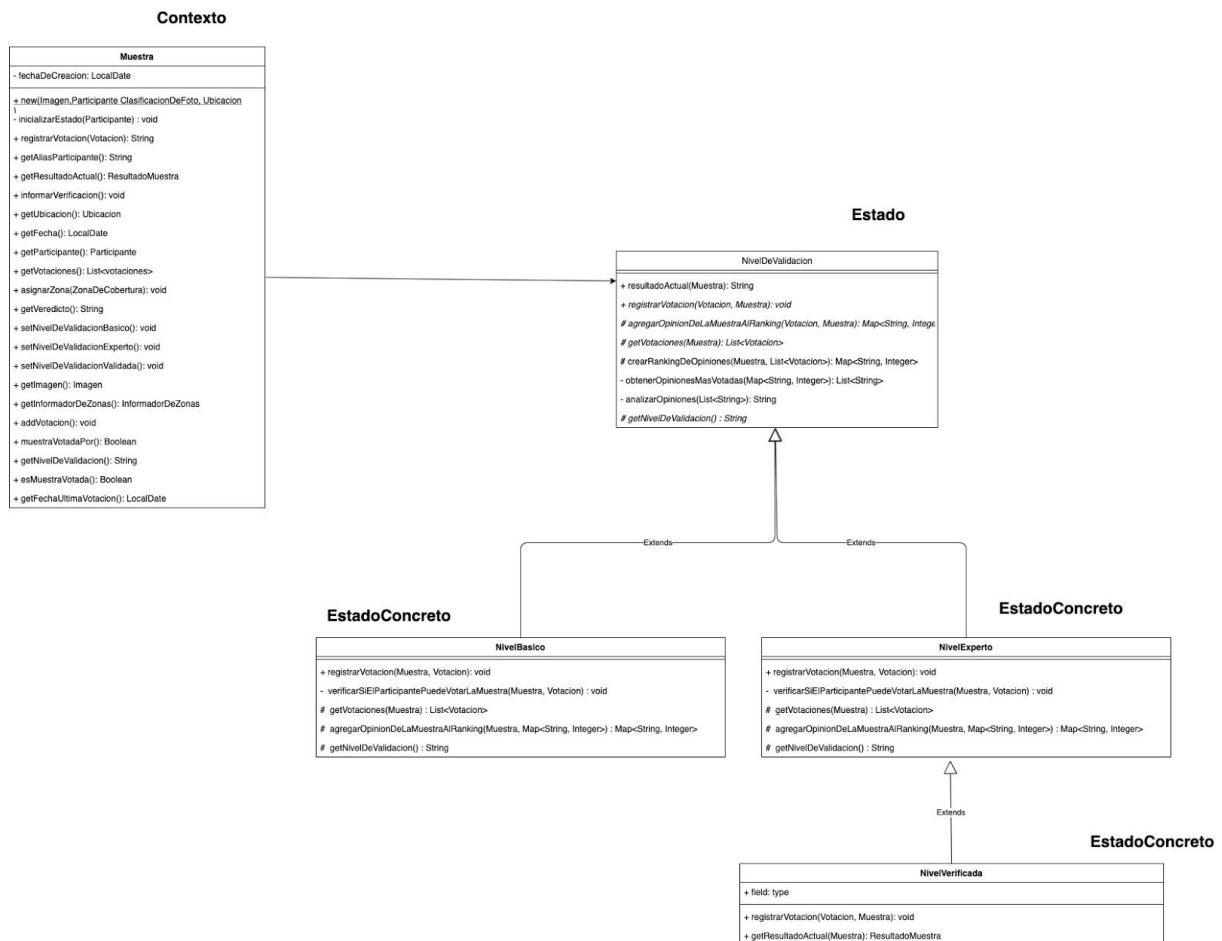 Contexto
Muestra
- fechaDeCreacion: LocalDate
+ new(Imagen,Participante ClasificacionDeFoto, Ubicacion
)
- inicializarEstado(Participante) : void
+ registrarVotacion(Votacion): String
+ getAliasParticipante(): String
+ getResultadoActual(): ResultadoMuestra
+ informarVerificacion(): void
+ getUbicacion(): Ubicacion
+ getFecha(): LocalDate
+ getParticipante(): Participante
+ getVotaciones(): List<votaciones>
+ asignarZona(ZonaDeCobertura): void
+ getVeredicto(): String
+ setNivelDeValidacionBasico(): void
+ setNivelDeValidacionExperto(): void
+ setNivelDeValidacionValidada(): void
+ getImagen(): Imagen
+ getInformadorDeZonas(): InformadorDeZonas
+ addVotacion(): void
+ muestraVotadaPor(): Boolean
+ getNivelDeValidacion(): String
+ esMuestraVotada(): Boolean
+ getFechaUltimaVotacion(): LocalDate
Estado
NivelDeValidacion
+ resultadoActual(Muestra): String
+ registrarVotacion(Votacion, Muestra): void
# agregarOpinionDeLaMuestraAlRanking(Votacion, Muestra): Map<String, Intege
# getVotaciones(Muestra): List<Votacion>
# crearRankingDeOpiniones(Muestra, List<Votacion>): Map<String, Integer>
- obtenerOpinionesMasVotadas(Map<String, Integer>): List<String>
- analizarOpiniones(List<String>): String
# getNivelDeValidacion() : String
Extends
Extends
EstadoConcreto
NivelBasico
+ registrarVotacion(Muestra, Votacion): void
- verificarSiElParticipantePuedeVotarLaMuestra(Muestra, Votacion) : void
# getVotaciones(Muestra) : List<Votacion>
# agregarOpinionDeLaMuestraAlRanking(Muestra, Map<String, Integer>) : Map<String, Integer>
# getNivelDeValidacion() : String
EstadoConcreto
NivelExperto
+ registrarVotacion(Muestra, Votacion): void
- verificarSiElParticipantePuedeVotarLaMuestra(Muestra, Votacion) : void
# getVotaciones(Muestra) : List<Votacion>
# agregarOpinionDeLaMuestraAlRanking(Muestra, Map<String, Integer>) : Map<String, Integer>
# getNivelDeValidacion() : String
Extends
EstadoConcreto
NivelVerificada
+ field: type
+ registrarVotacion(Votacion, Muestra): void
+ getResultadoActual(Muestra): ResultadoMuestra